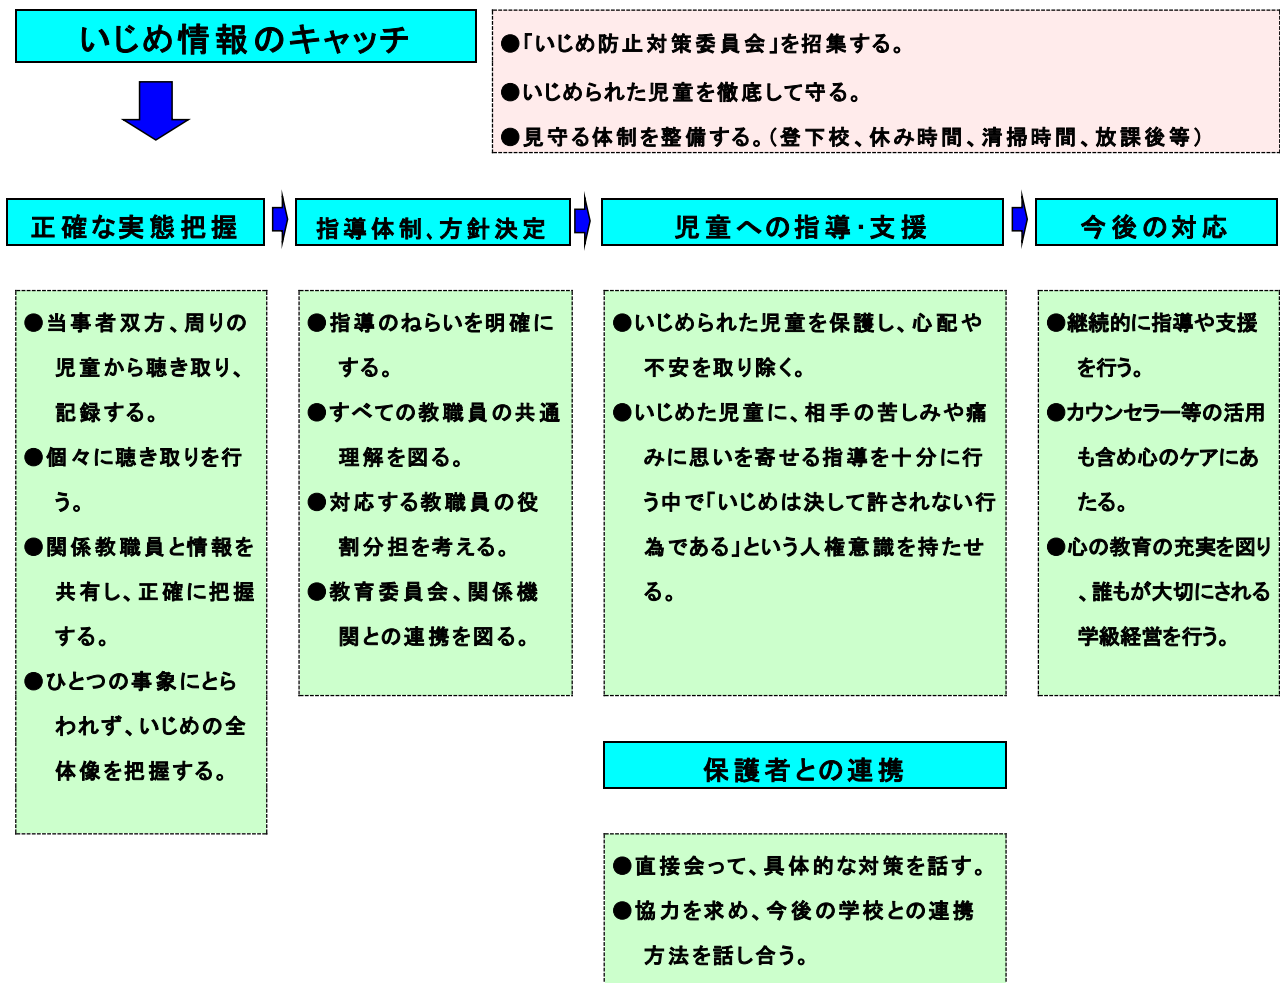 いじめ情報のキャッチ
●「いじめ防止対策委員会」を招集する。
●いじめられた児童を徹底して守る。
●見守る体制を整備する。（登下校、休み時間、清掃時間、放課後等）
正確な実態把握
指導体制、方針決定
児童への指導・支援
今後の対応
●当事者双方、周りの
児童から聴き取り、
記録する。
●個々に聴き取りを行
う。
●関係教職員と情報を
共有し、正確に把握
する。
●ひとつの事象にとら
われず、いじめの全
体像を把握する。
●指導のねらいを明確に
する。
●すべての教職員の共通
理解を図る。
●対応する教職員の役
割分担を考える。
●教育委員会、関係機
関との連携を図る。
●いじめられた児童を保護し、心配や
不安を取り除く。
●いじめた児童に、相手の苦しみや痛
みに思いを寄せる指導を十分に行
う中で「いじめは決して許されない行
為である」という人権意識を持たせ
る。
●継続的に指導や支援
を行う。
●カウンセラー等の活用
も含め心のケアにあ
たる。
●心の教育の充実を図り
、誰もが大切にされる
学級経営を行う。
保護者との連携
●直接会って、具体的な対策を話す。
●協力を求め、今後の学校との連携
方法を話し合う。